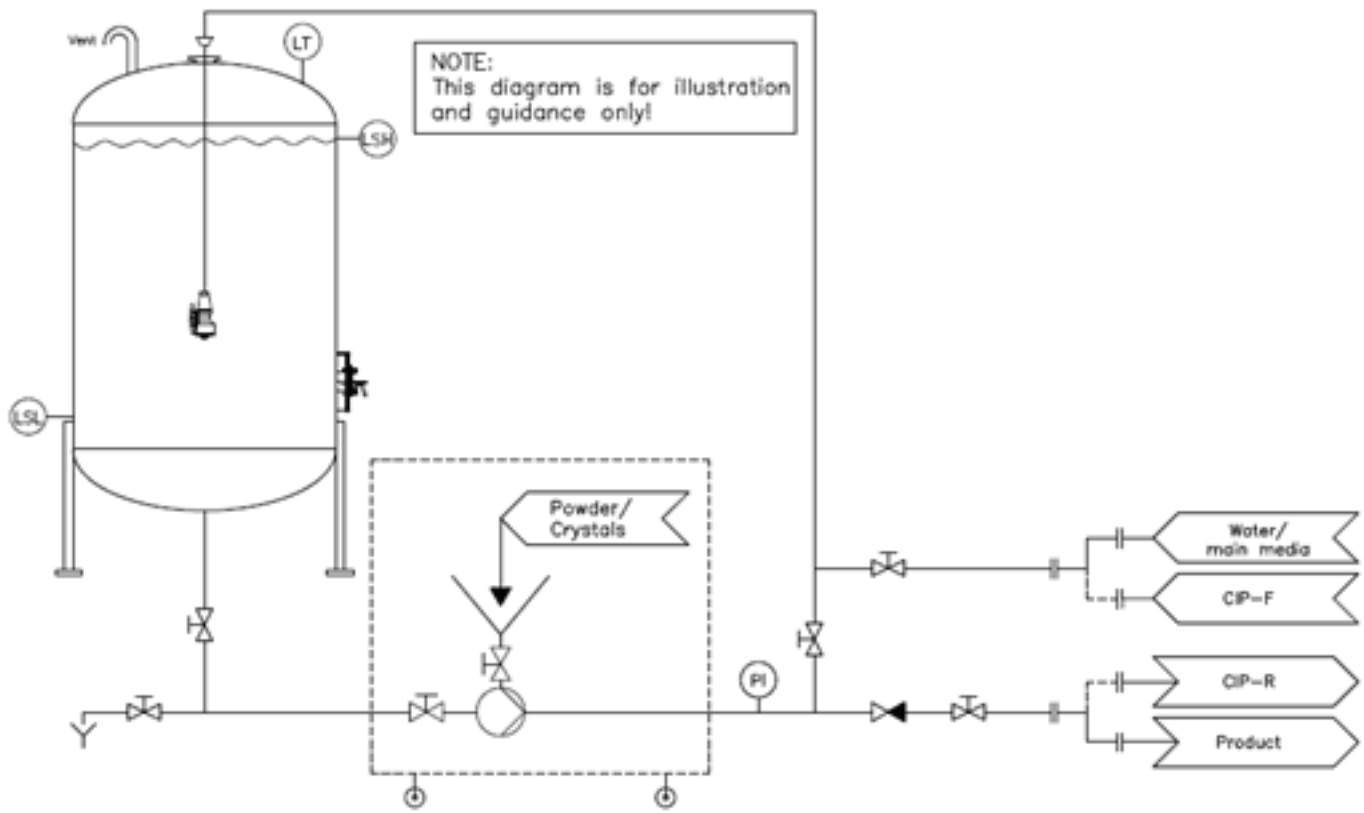 Vent
LT
NOTE:
This diagram is for illustration
and guidance only!
LSH
LSL
Powder/
Crystals
Water/
main media
CIP-F
PI
CIP-R
Product